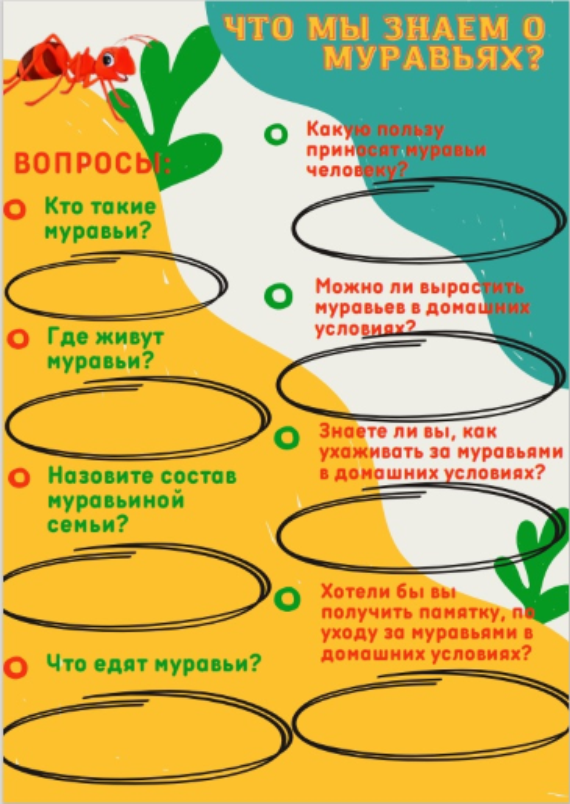 ЧТО МЫ ЗНАЕМ О
МУРАВЬЯХ?
ВОПРОСЫ:
Кто такие
муравьи?
Где живут
муравьи?
Назовите состав
муравьиной
семьи?
Что едят муравьи?
Какую пользу
приносят муравьи
человеку?
Можно ли вырастить
муравьев в домашних
условиях?
Знаете ли вы, как
ухаживать за муравьями
в домашних условиях?
Хотели бы вы
получить памятку, по
уходу за муравьями в
домашних условиях?